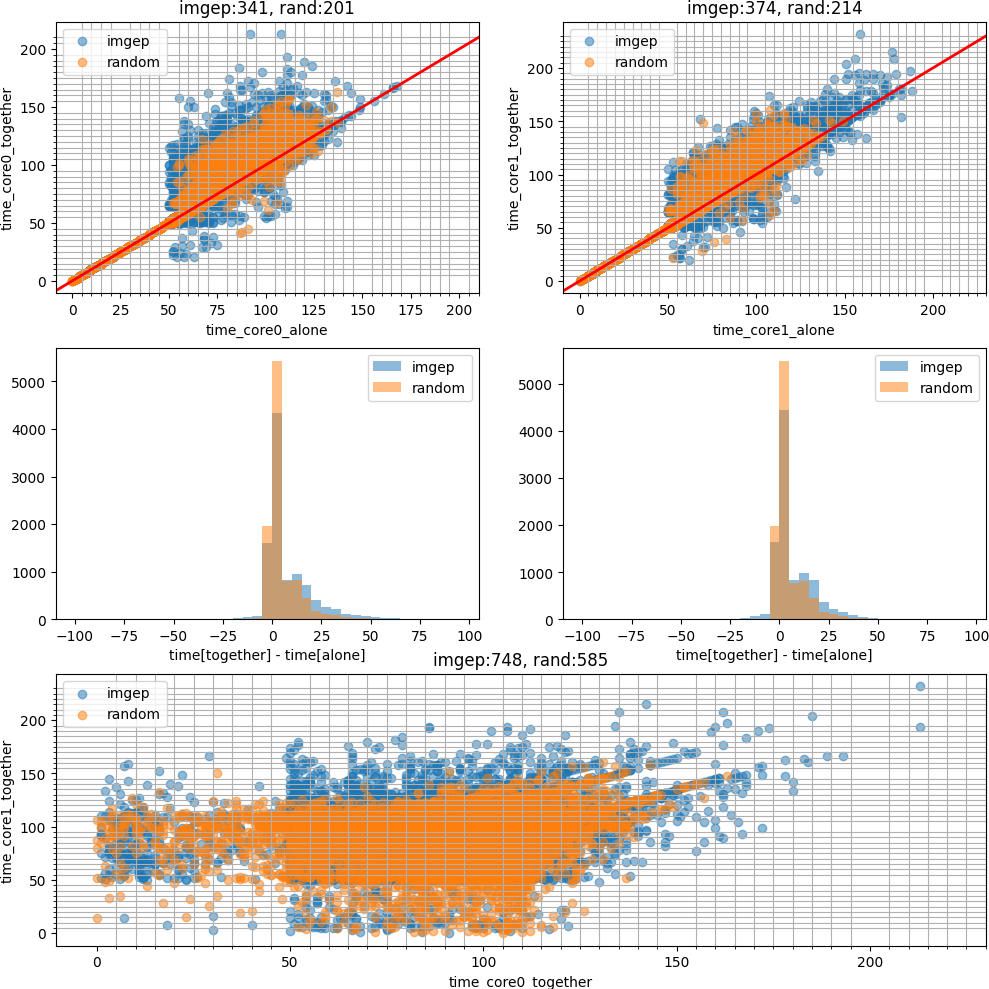 imgep:341, rand:201
imgep
random
time_core0_together
200
150
100
50
0
0 25 50 75 100 125 150 175 200
time_core0_alone
imgep:374, rand:214
imgep
random
time_core1_together
200
150
100
50
0
0 50 100 150 200
time_core1_alone
imgep
random
5000
4000
3000
2000
1000
0
−100 −75 −50 −25 0 25 50 75 100
time[together] - time[alone]
imgep
random
5000
4000
3000
2000
1000
0
−100 −75 −50 −25 0 25 50 75 100
time[together] - time[alone]
imgep:748, rand:585
imgep
random
time_core1_together
200
150
100
50
0
0 50 100 150 200
time_core0_together